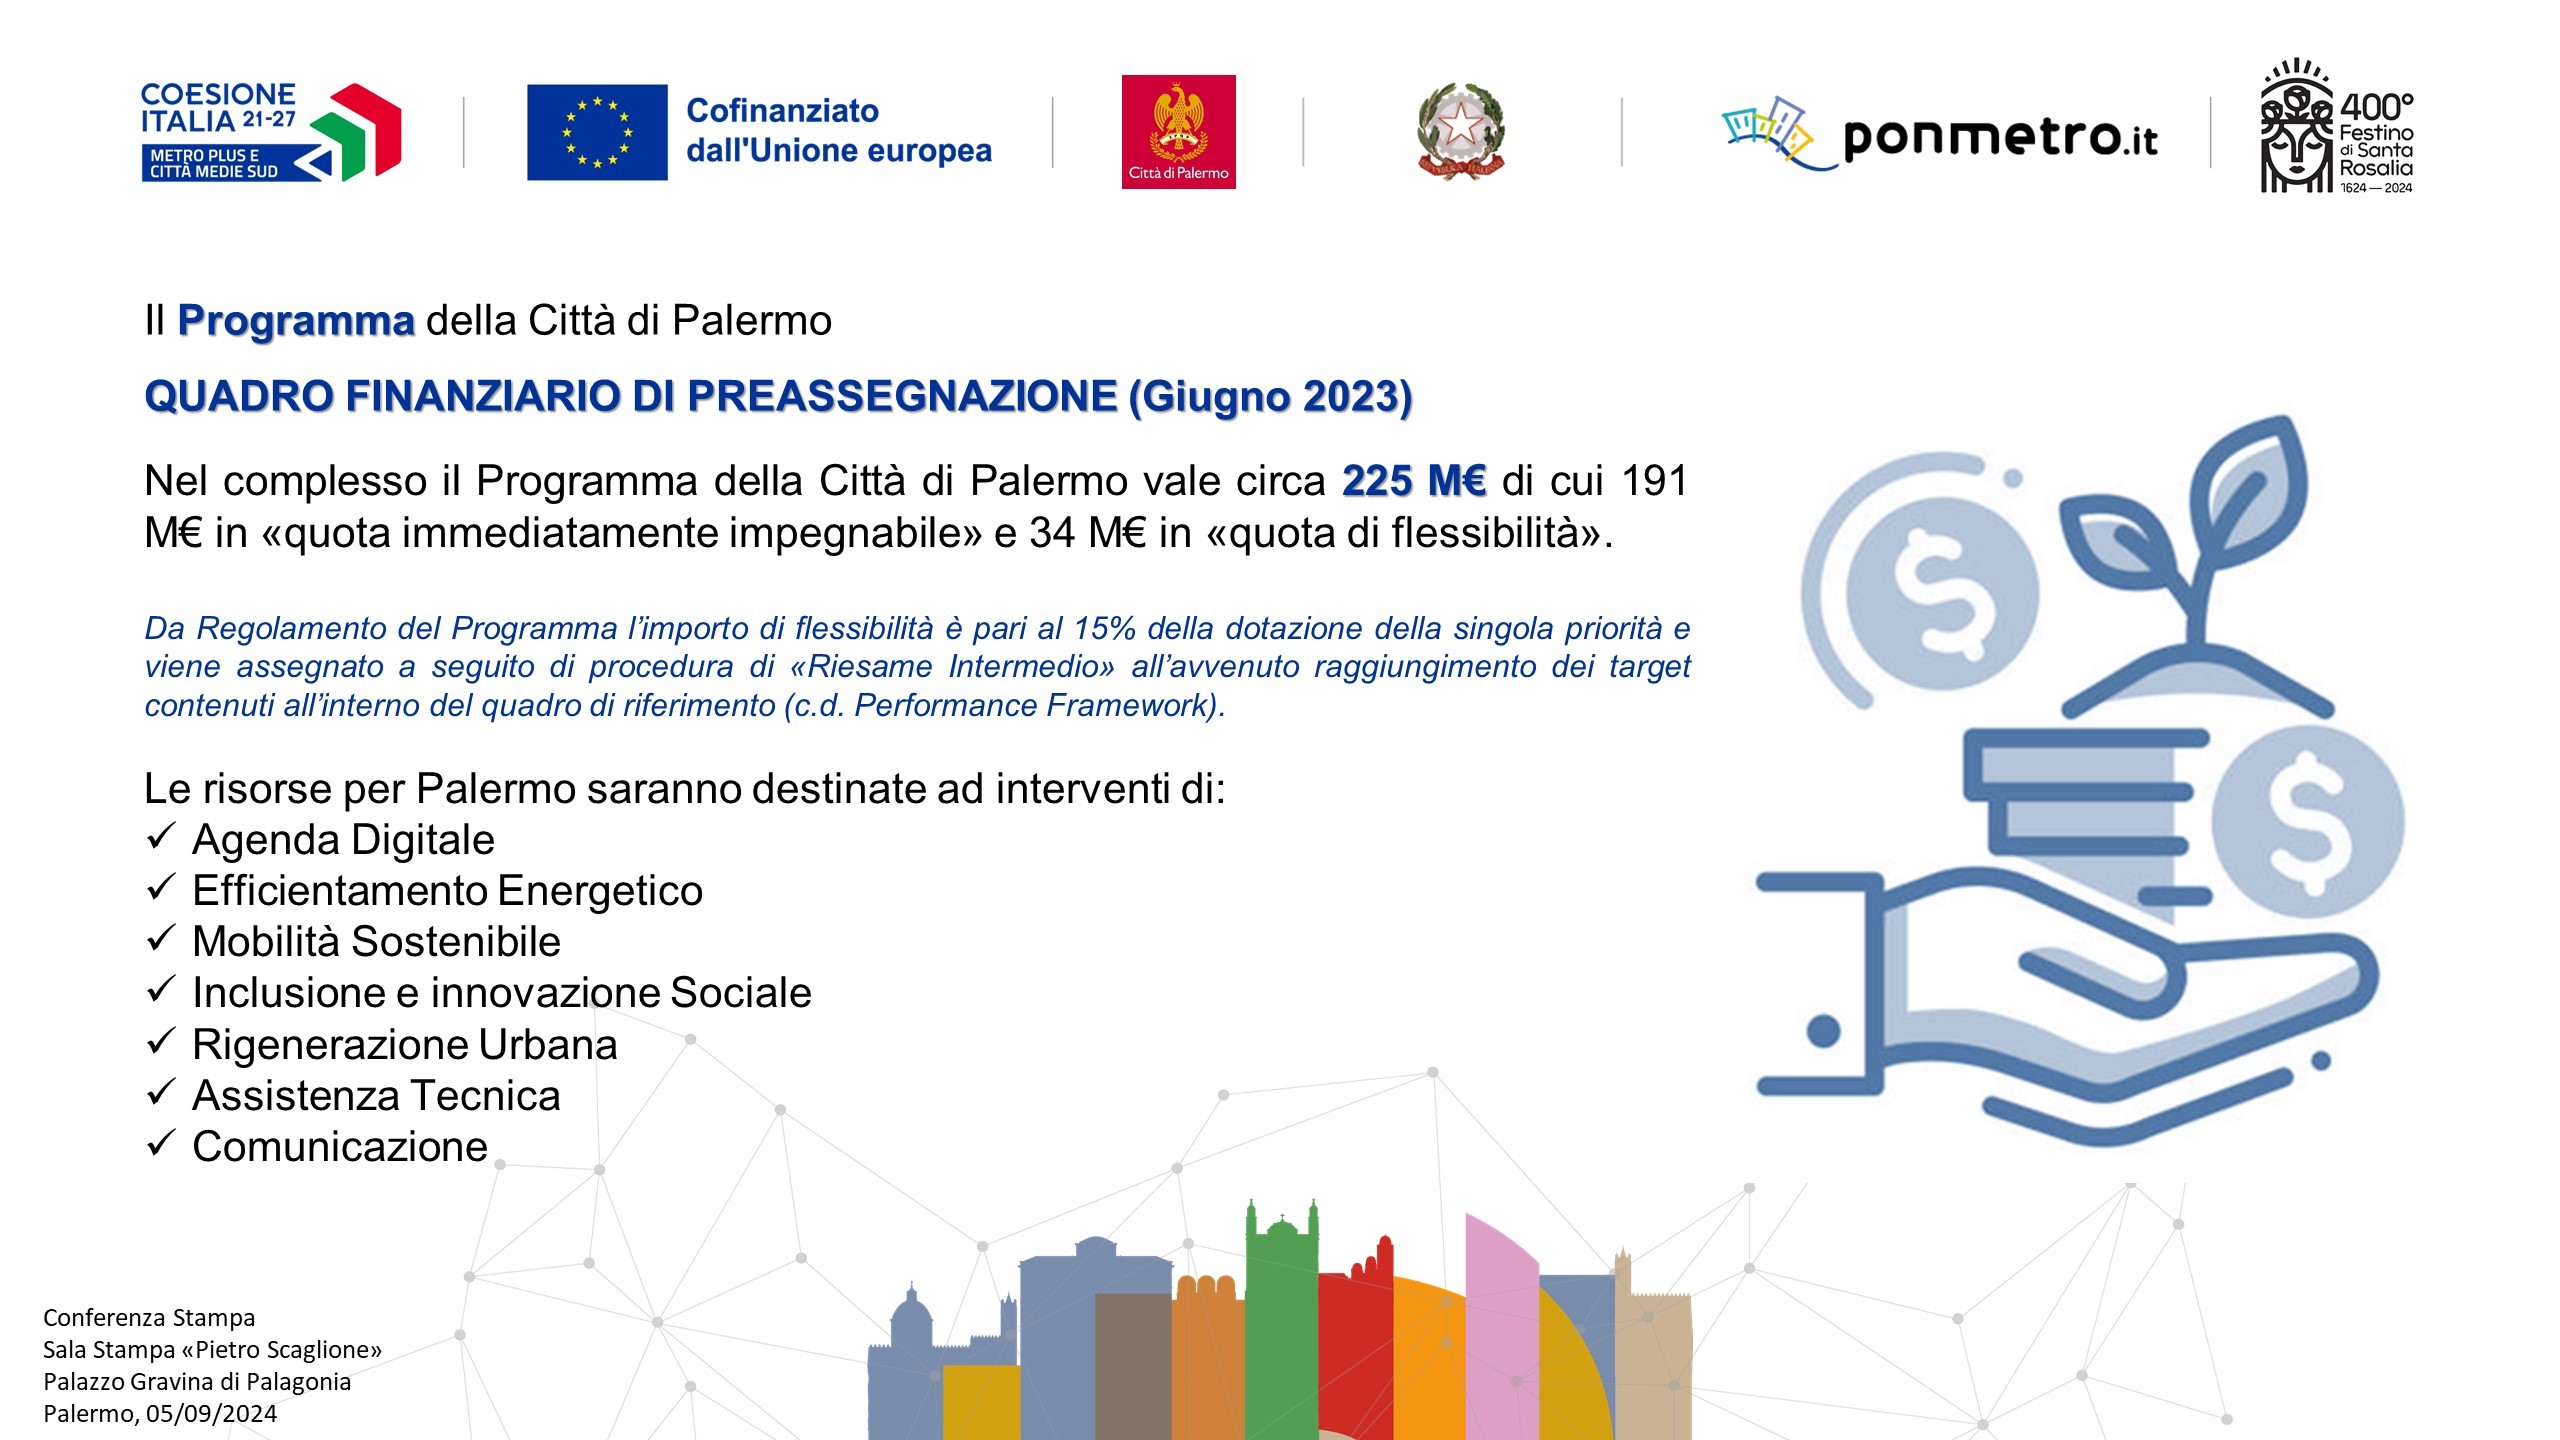 COESIONE
ITALIA 21-27
METRO PLUS E
CITTÀ MEDIE SUD
Cofinanziato
dall'Unione europea
Città di Palermo
ponmetro.it
400°
Festino
di Santa
Rosalia
1624 — 2024
Il Programma della Città di Palermo
QUADRO FINANZIARIO DI PREASSEGNAZIONE (Giugno 2023)
Nel complesso il Programma della Città di Palermo vale circa 225 M€ di cui 191
M€ in «quota immediatamente impegnabile» e 34 M€ in «quota di flessibilità».
Da Regolamento del Programma l’importo di flessibilità è pari al 15% della dotazione della singola priorità e
viene assegnato a seguito di procedura di «Riesame Intermedio» all’avvenuto raggiungimento dei target
contenuti all’interno del quadro di riferimento (c.d. Performance Framework).
Le risorse per Palermo saranno destinate ad interventi di:
✓ Agenda Digitale
✓ Efficientamento Energetico
✓ Mobilità Sostenibile
✓ Inclusione e innovazione Sociale
✓ Rigenerazione Urbana
✓ Assistenza Tecnica
✓ Comunicazione
Conferenza Stampa
Sala Stampa «Pietro Scaglione»
Palazzo Gravina di Palagonia
Palermo, 05/09/2024